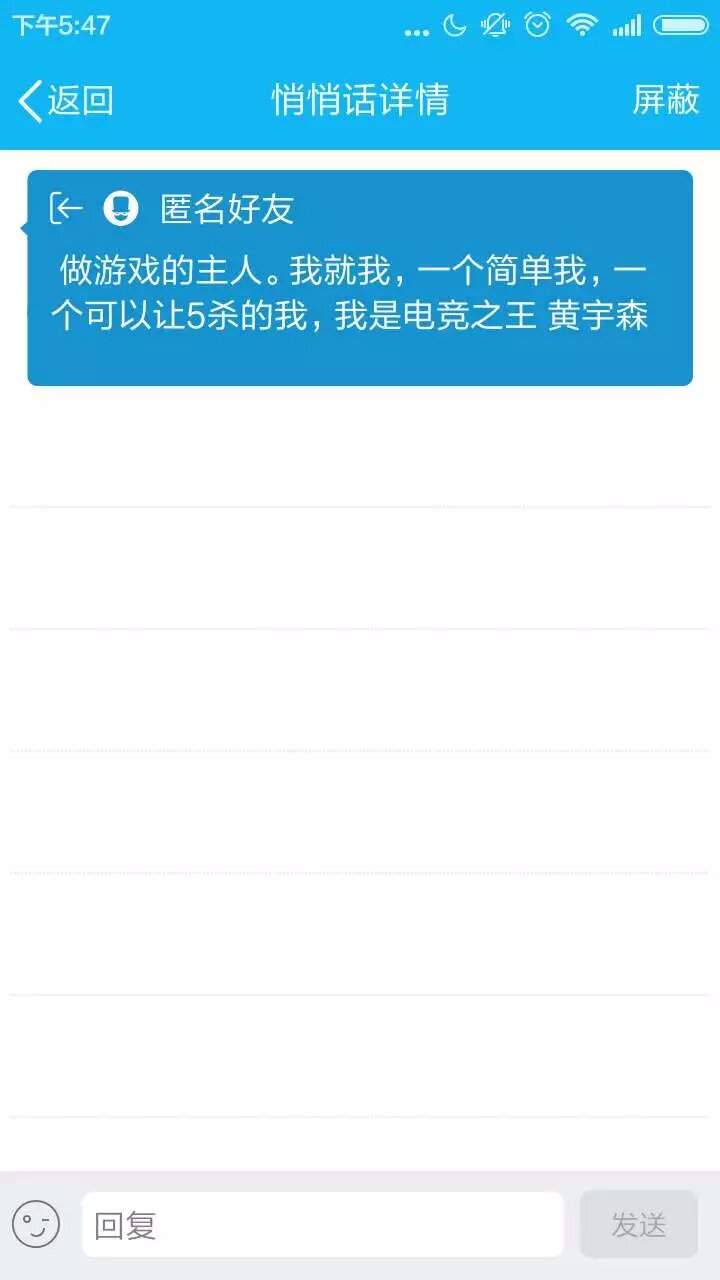 下午5:47
返回
悄悄话详情
屏蔽
匿名好友
做游戏的主人。我就我，一个简单我，一
个可以让5杀的我，我是电竞之王 黄宇森
回复
发送